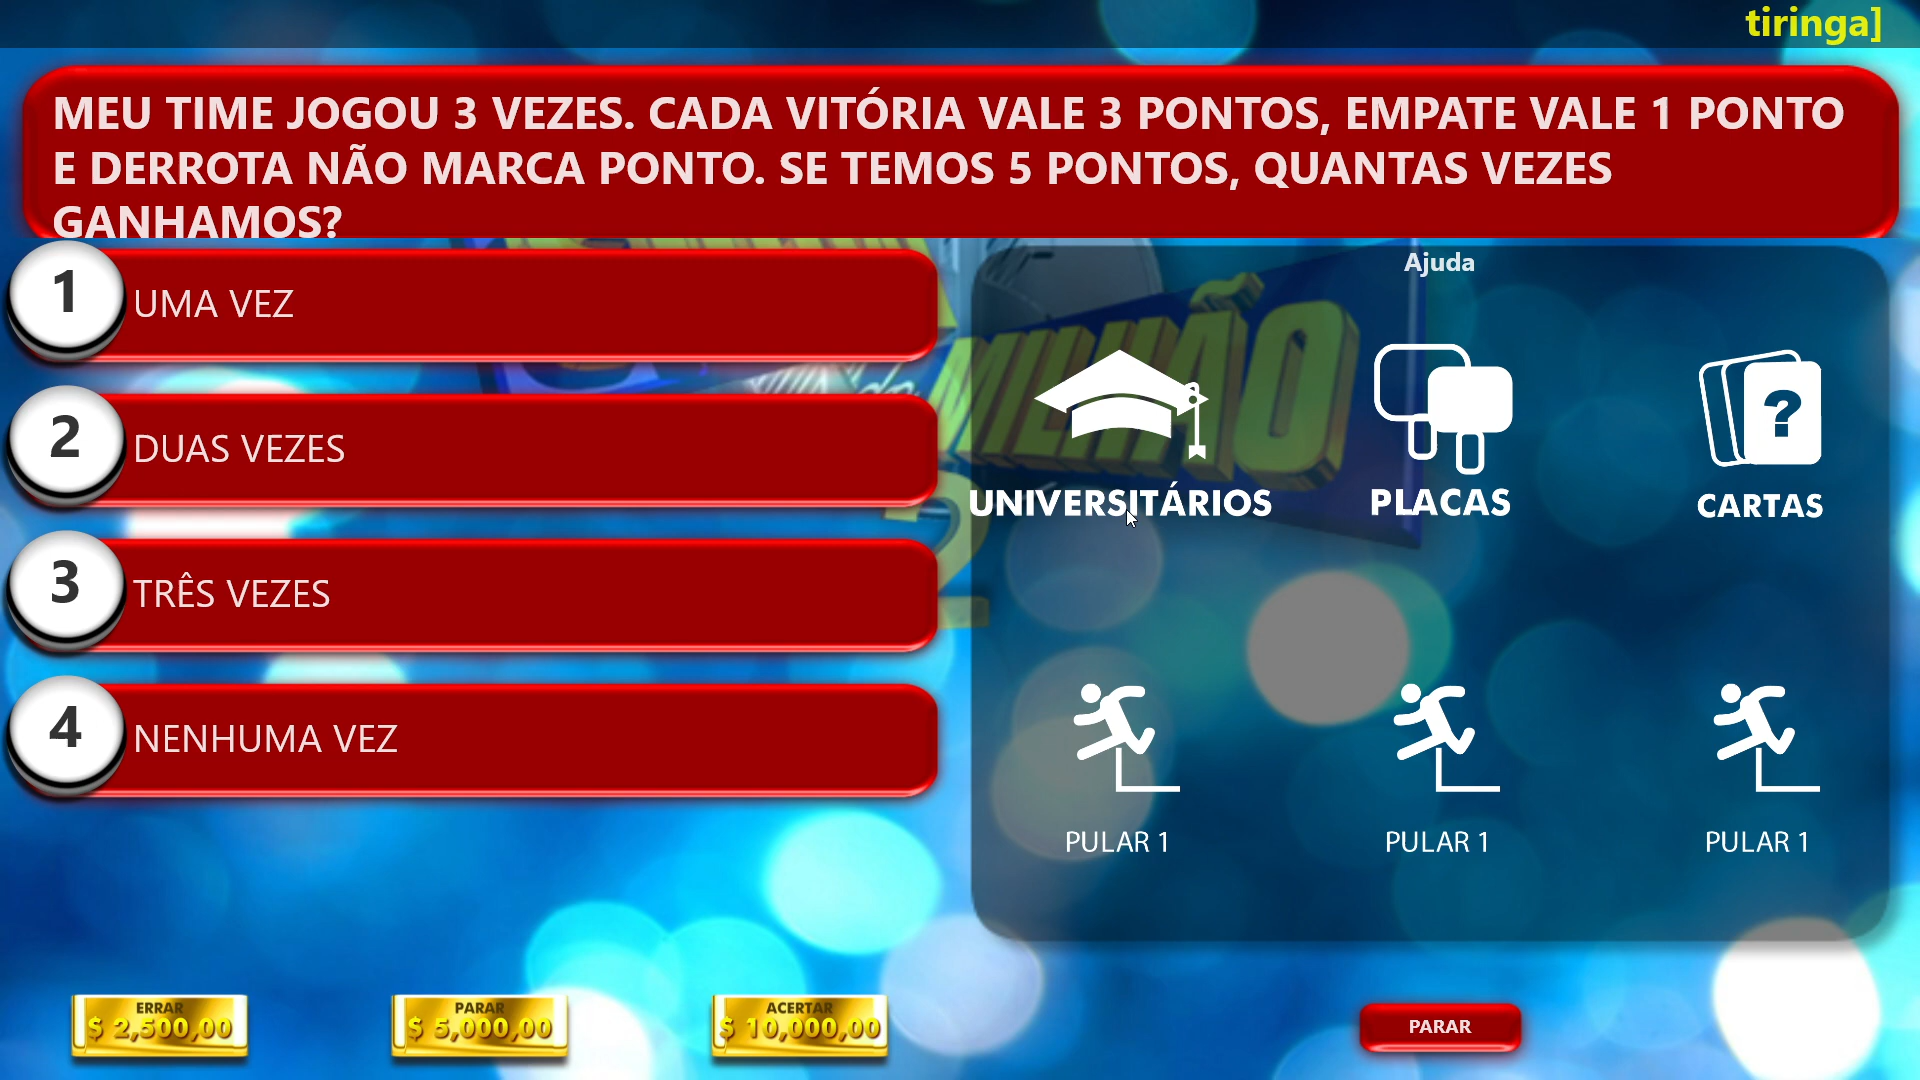 tiringa]
MEU TIME JOGOU 3 VEZES. CADA VITÓRIA VALE 3 PONTOS, EMPATE VALE 1 PONTO
E DERROTA NÃO MARCA PONTO. SE TEMOS 5 PONTOS, QUANTAS VEZES
GANHAMOS?
1 UMA VEZ
2 DUAS VEZES
3 TRÊS VEZES
4 NENHUMA VEZ
Ajuda
do MILHÃO
2
?
UNIVERSITÁRIOS PLACAS CARTAS
PULAR 1 PULAR 1 PULAR 1
ERRAR PARAR ACERTAR
$ 2,500,00 $ 5,000,00 $ 10,000,00
PARAR